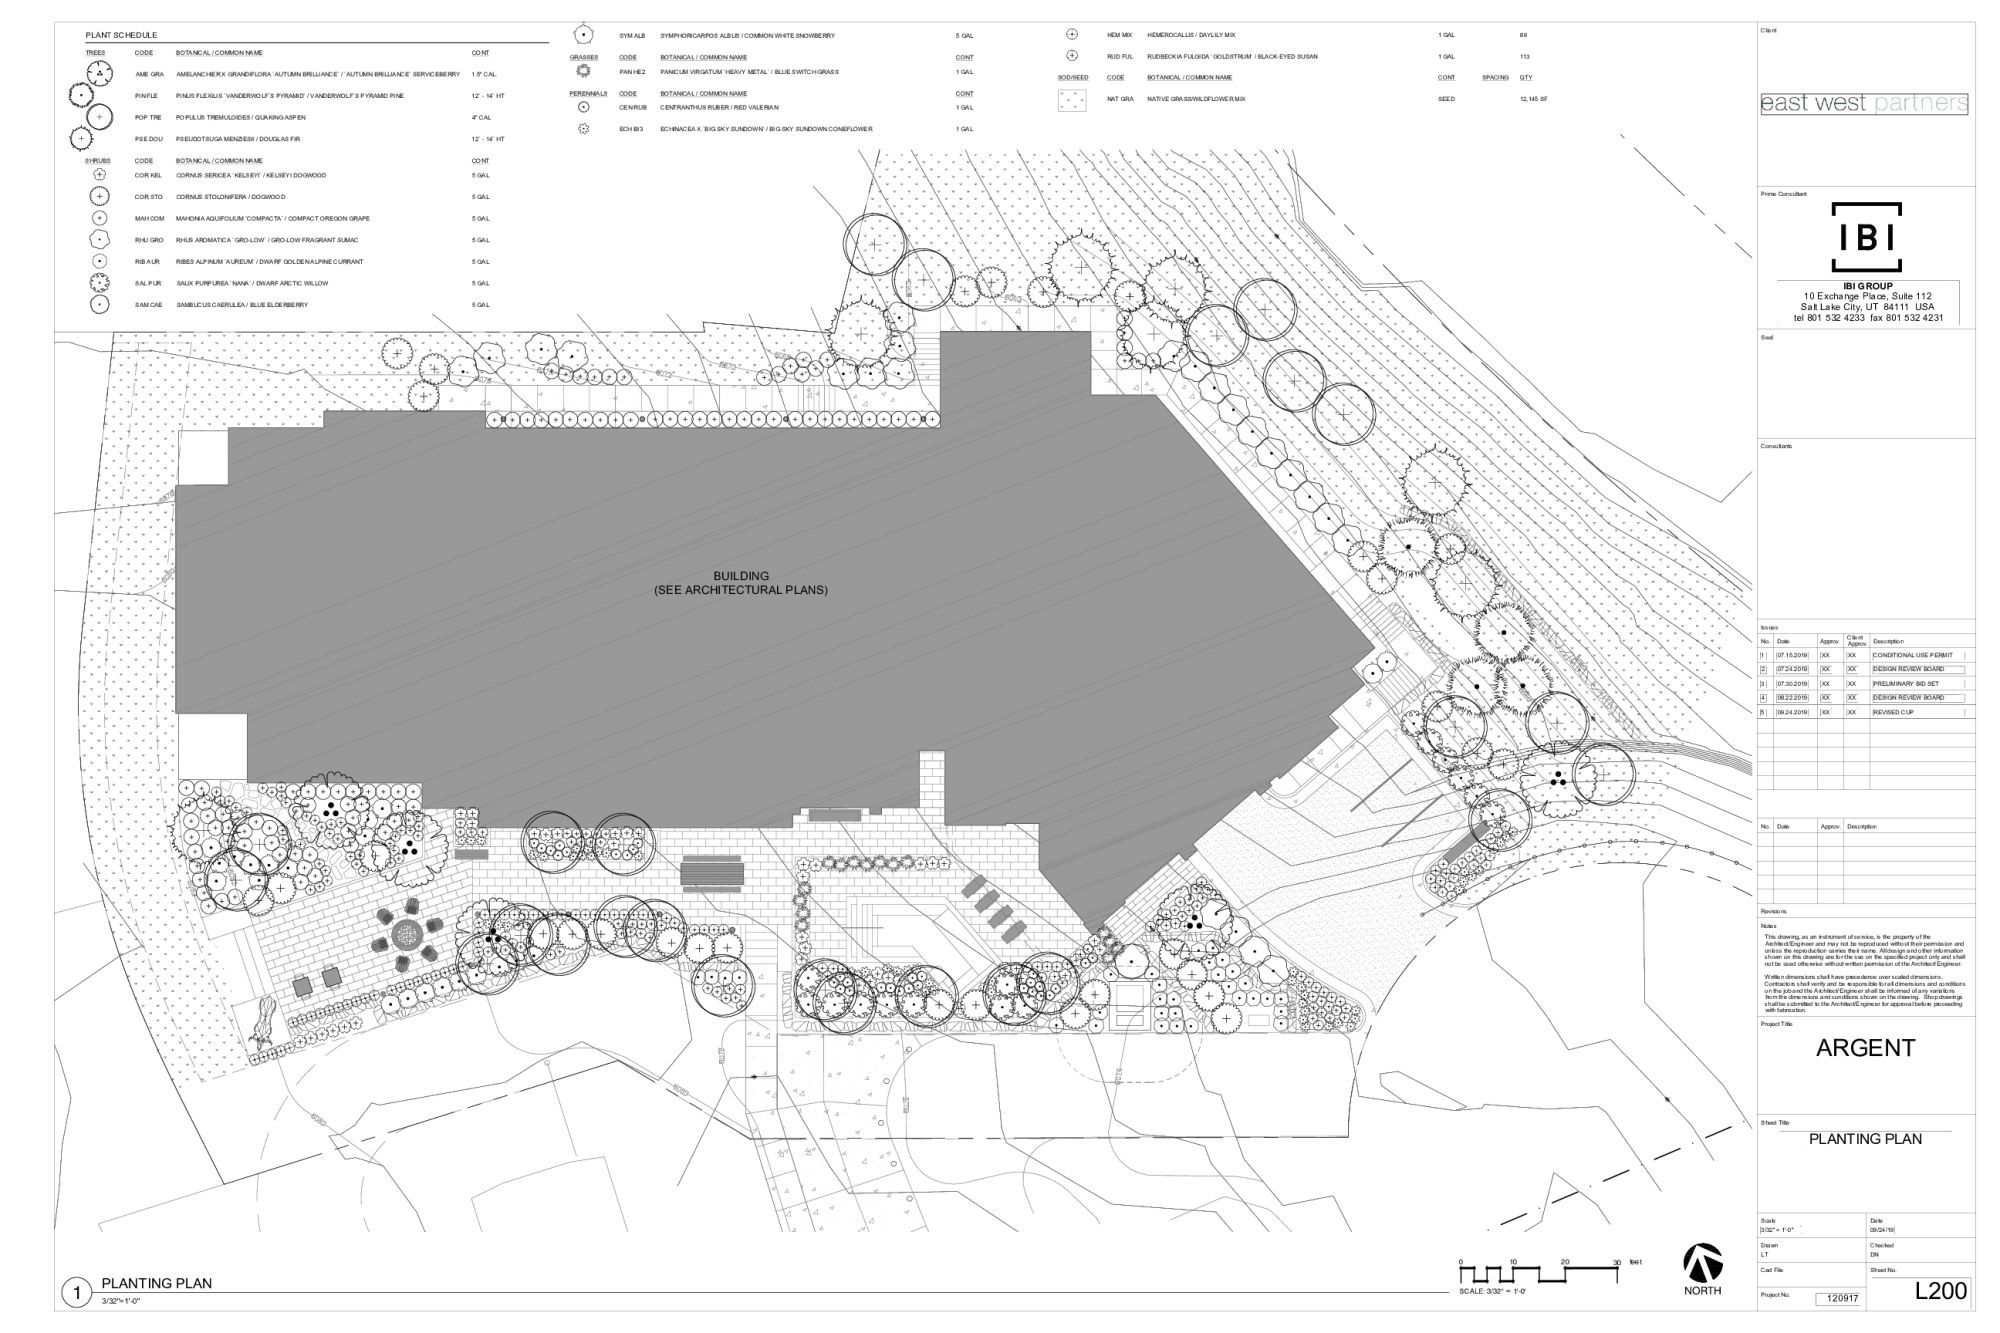 PLANT SCHEDULE
TREES CODE BOTANICAL / COMMON NAME CONT
AME GRA AMELANCHIER X GRANDIFLORA `AUTUMN BRILLIANCE` / `AUTUMN BRILLIANCE` SERVICEBERRY 1.5" CAL
PIN FLE PINUS FLEXILIS `VANDERWOLF`S PYRAMID` / VANDERWOLF`S PYRAMID PINE 12` - 14` HT
POP TRE POPULUS TREMULOIDES / QUAKING ASPEN 4" CAL
PSE DOU PSEUDOTSUGA MENZIESII / DOUGLAS FIR 12` - 14` HT
SHRUBS CODE BOTANICAL / COMMON NAME CONT
COR KEL CORNUS SERICEA `KELSEYI` / KELSEYI DOGWOOD 5 GAL
COR STO CORNUS STOLONIFERA / DOGWOOD 5 GAL
MAH COM MAHONIA AQUIFOLIUM `COMPACTA` / COMPACT OREGON GRAPE 5 GAL
RHU GRO RHUS AROMATICA `GRO-LOW` / GRO-LOW FRAGRANT SUMAC 5 GAL
RIB AUR RIBES ALPINUM `AUREUM` / DWARF GOLDEN ALPINE CURRANT 5 GAL
SAL PUR SALIX PURPUREA `NANA` / DWARF ARCTIC WILLOW 5 GAL
SAM CAE SAMBUCUS CAERULEA / BLUE ELDERBERRY 5 GAL
SYM ALB SYMPHORICARPOS ALBUS / COMMON WHITE SNOWBERRY 5 GAL
GRASSES CODE BOTANICAL / COMMON NAME CONT
PAN HE2 PANICUM VIRGATUM `HEAVY METAL` / BLUE SWITCH GRASS 1 GAL
PERENNIALS CODE BOTANICAL / COMMON NAME CONT
CEN RUB CENTRANTHUS RUBER / RED VALERIAN 1 GAL
ECH BI3 ECHINACEA X `BIG SKY SUNDOWN` / BIG SKY SUNDOWN CONEFLOWER 1 GAL
HEM MIX HEMEROCALLIS / DAYLILY MIX 1 GAL 69
RUD FUL RUDBECKIA FULGIDA `GOLDSTRUM` / BLACK-EYED SUSAN 1 GAL 113
SOD/SEED CODE BOTANICAL / COMMON NAME CONT SPACING QTY
NAT GRA NATIVE GRASS/WILDFLOWER MIX SEED 12,145 SF
BUILDING
(SEE ARCHITECTURAL PLANS)
1
PLANTING PLAN
3/32"=1'-0"
0 10 20 30 feet
SCALE: 3/32" = 1'-0'
NORTH
Client
east west partners
Prime Consultant
IBI
IBI GROUP
10 Exchange Place, Suite 112
Salt Lake City, UT 84111 USA
tel 801 532 4233 fax 801 532 4231
Seal
Consultants
Issues
No. Date Approv. Client Approv. Description
1 07.15.2019 XX XX CONDITIONAL USE PERMIT
2 07.24.2019 XX XX DESIGN REVIEW BOARD
3 07.30.2019 XX XX PRELIMINARY BID SET
4 08.22.2019 XX XX DESIGN REVIEW BOARD
5 09.24.2019 XX XX REVISED CUP
No. Date Approv. Description
Revisions
Notes
This drawing, as an instrument of service, is the property of the
Architect/Engineer and may not be reproduced without their permission and
unless the reproduction carries their name. All design and other information
shown on this drawing are for the use on the specified project only and shall
not be used otherwise without written permission of the Architect/Engineer.
Written dimensions shall have precedence over scaled dimensions.
Contractors shall verify and be responsible for all dimensions and conditions
on the job and the Architect/Engineer shall be informed of any variations
from the dimensions and conditions shown on the drawing. Shop drawings
shall be submitted to the Architect/Engineer for approval before proceeding
with fabrication.
Project Title
ARGENT
Sheet Title
PLANTING PLAN
Scale
3/32" = 1'-0"
Date
09/24/19
Drawn
LT
Checked
DN
Cad File
Sheet No.
L200
Project No.
120917